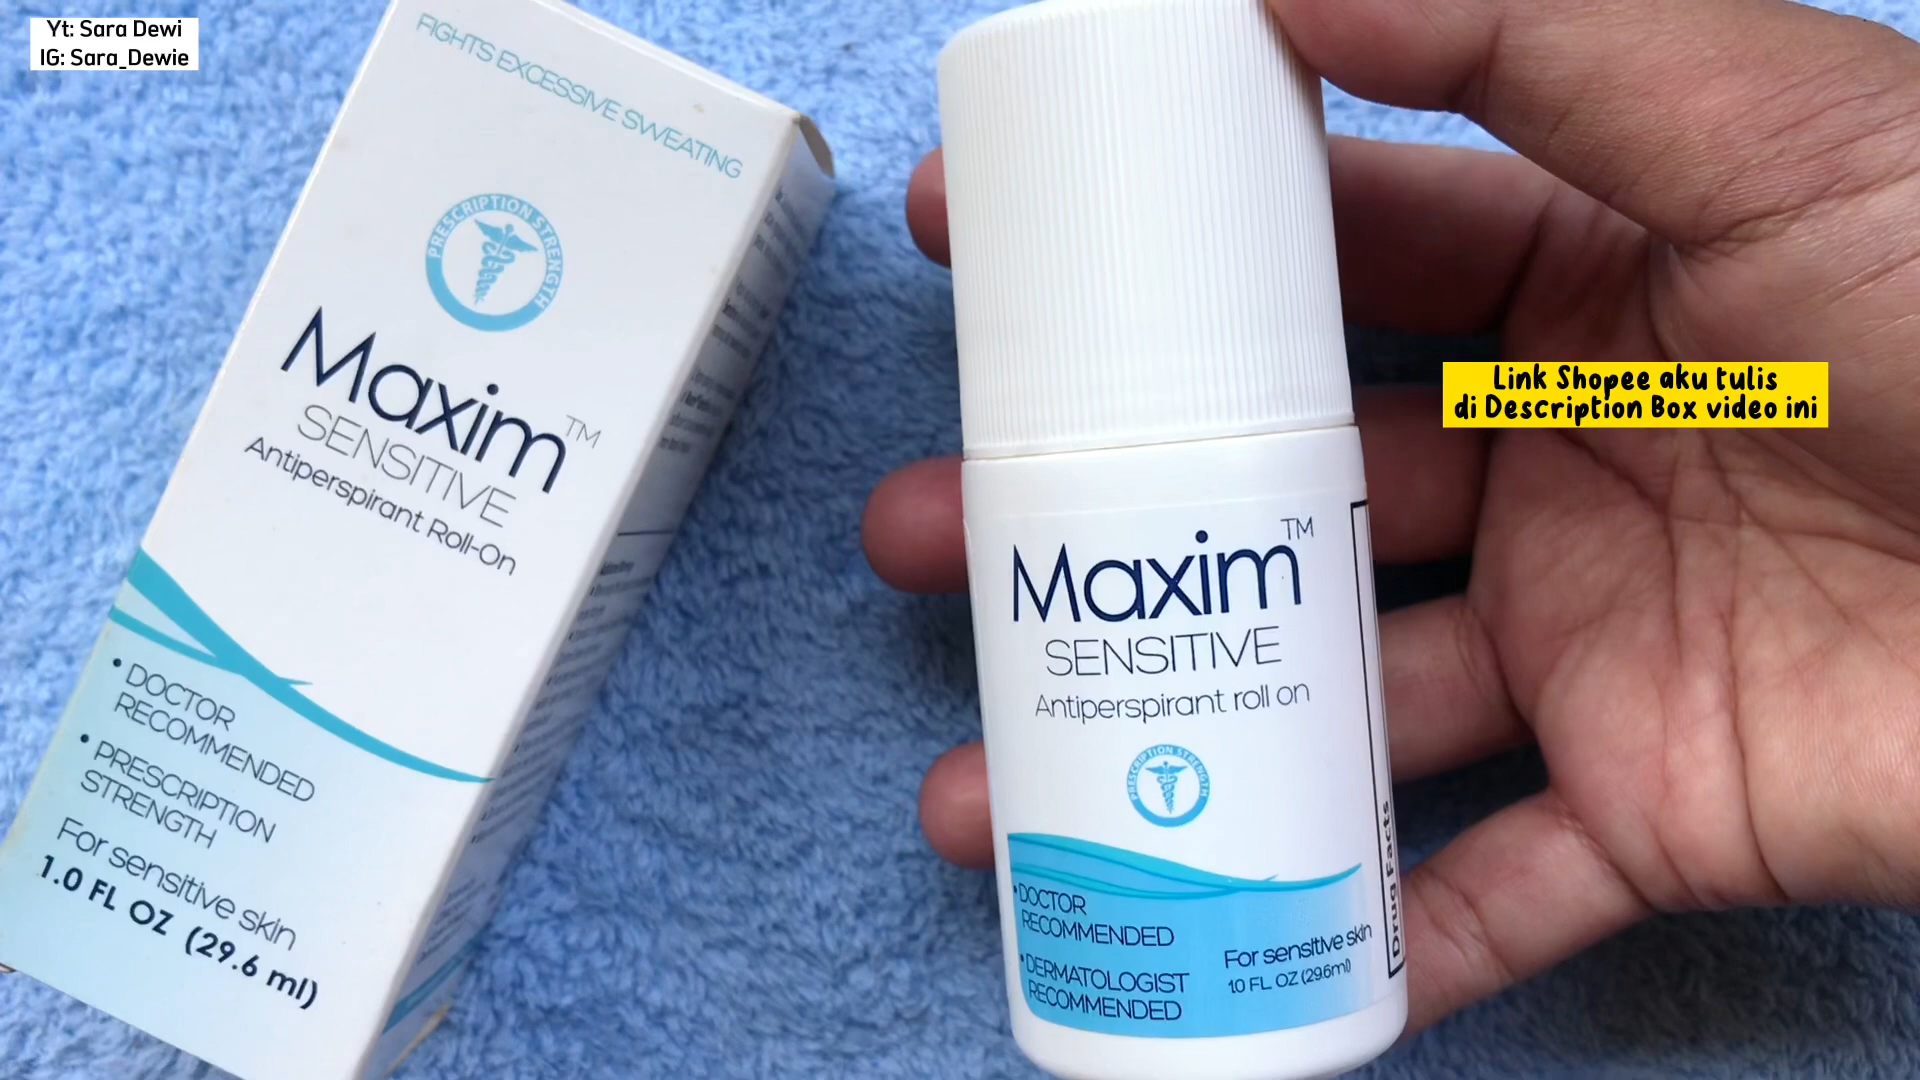 Yt: Sara Dewi
IG: Sara_Dewie
FIGHTS EXCESSIVE SWEATING
PRESCRIPTION STRENGTH
Maxim™
SENSITIVE
Antiperspirant Roll-On
• DOCTOR
RECOMMENDED
• PRESCRIPTION
STRENGTH
For sensitive skin
1.0 FL OZ (29.6 ml)
Maxim™
SENSITIVE
Antiperspirant roll on
PRESCRIPTION STRENGTH
• DOCTOR
RECOMMENDED
• DERMATOLOGIST
RECOMMENDED
For sensitive skin
1.0 FL OZ (29.6ml)
Drug Facts
Link Shopee aku tulis
di Description Box video ini